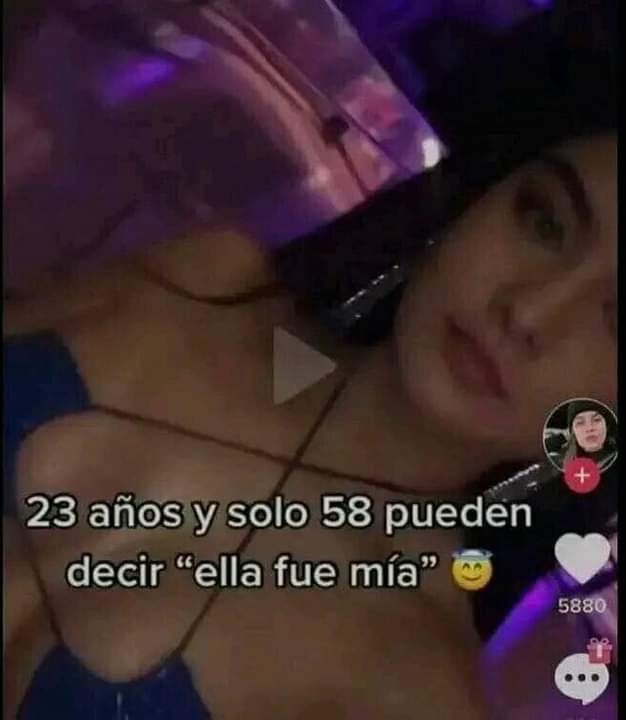 23 años y solo 58 pueden
decir “ella fue mía” 😇
5880